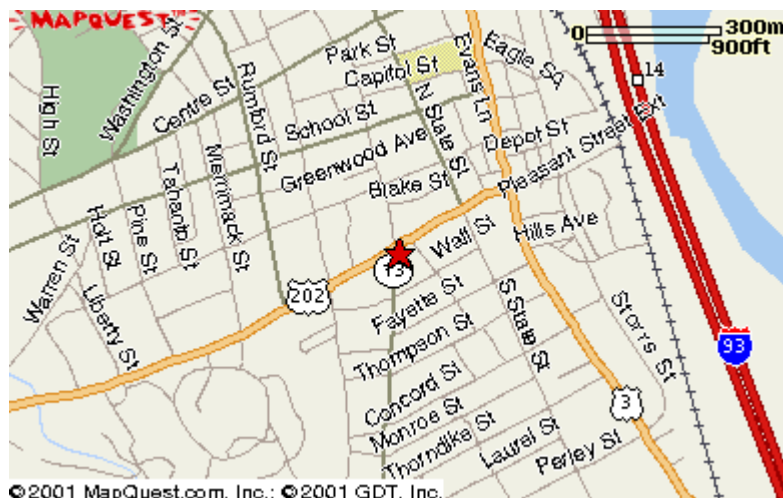 MAPQUEST
High St
Washington St
Centre St
Park St
Capitol St
Rumford St
School St
N State St
Evans Ln
Eagle SA
0
300m
900ft
14
Greenwood Ave
Depot St
Pleasant Street Ext
Blake St
Merrimack St
Tahanto St
Pine St
Holt St
Warren St
Liberty St
Wall St
Hills Ave
13
202
Fayette St
Thompson St
S State St
Storrs St
93
Concord St
3
Monroe St
Thorndike St
Laurel St
Perley St
©2001 MapQuest.com, Inc.; ©2001 GDT, Inc.